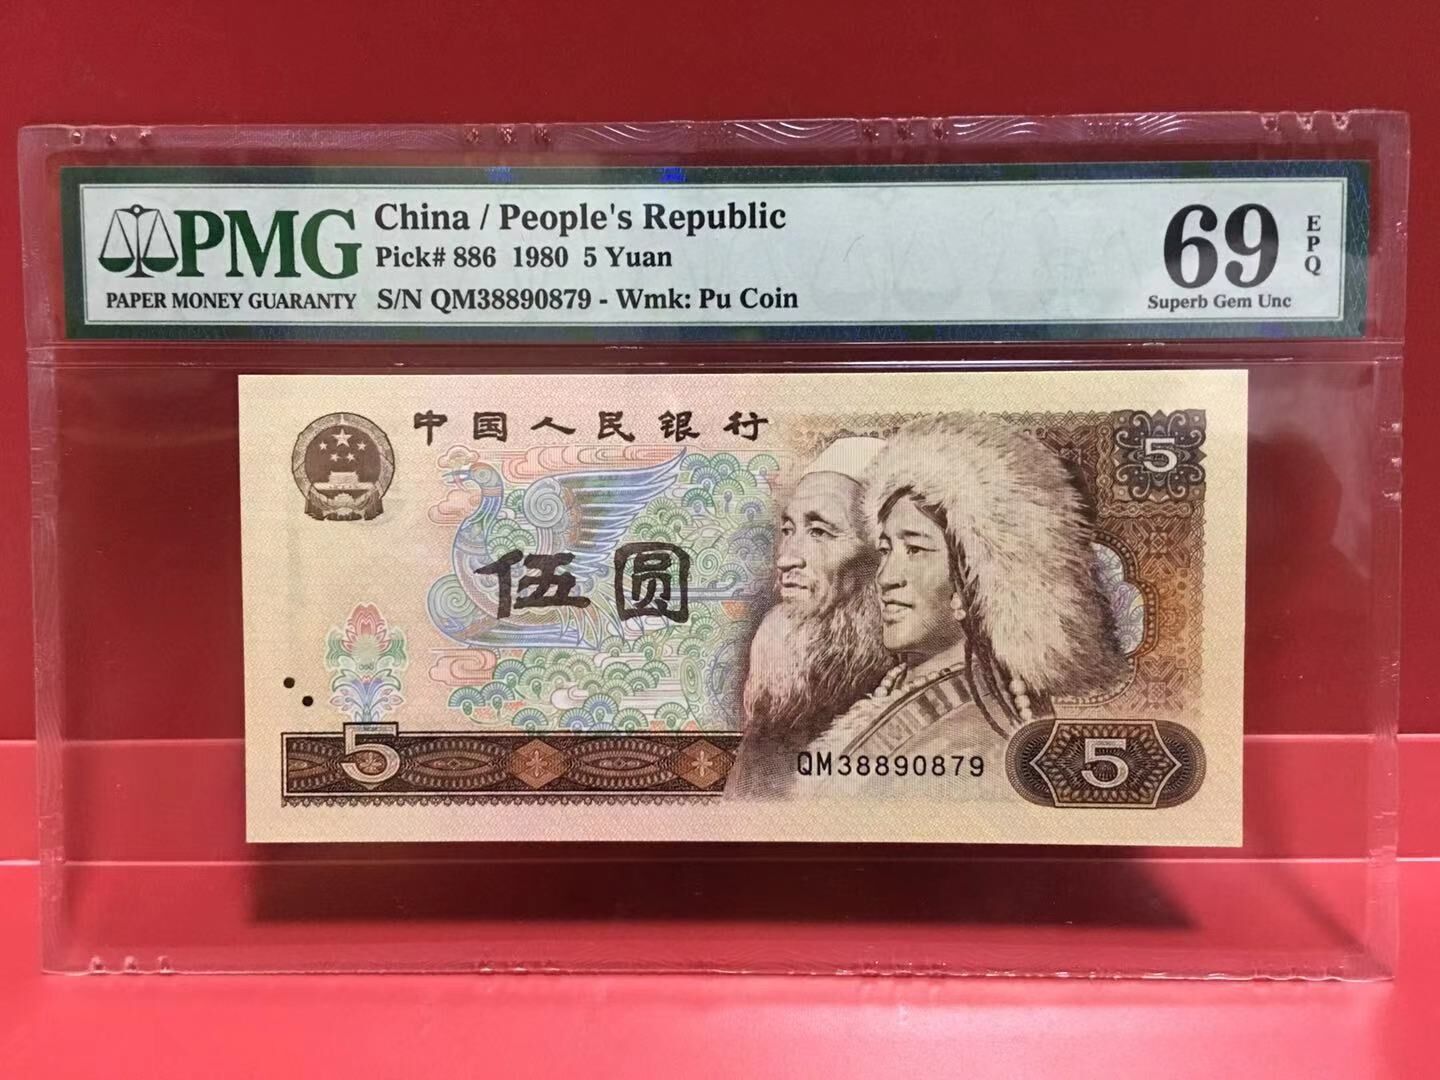 PMG
PAPER MONEY GUARANTY
China / People's Republic
Pick# 886 1980 5 Yuan
S/N QM38890879 - Wmk: Pu Coin
69
EPQ
Superb Gem Unc
中国人民银行
5
伍圆
5
QM38890879
5